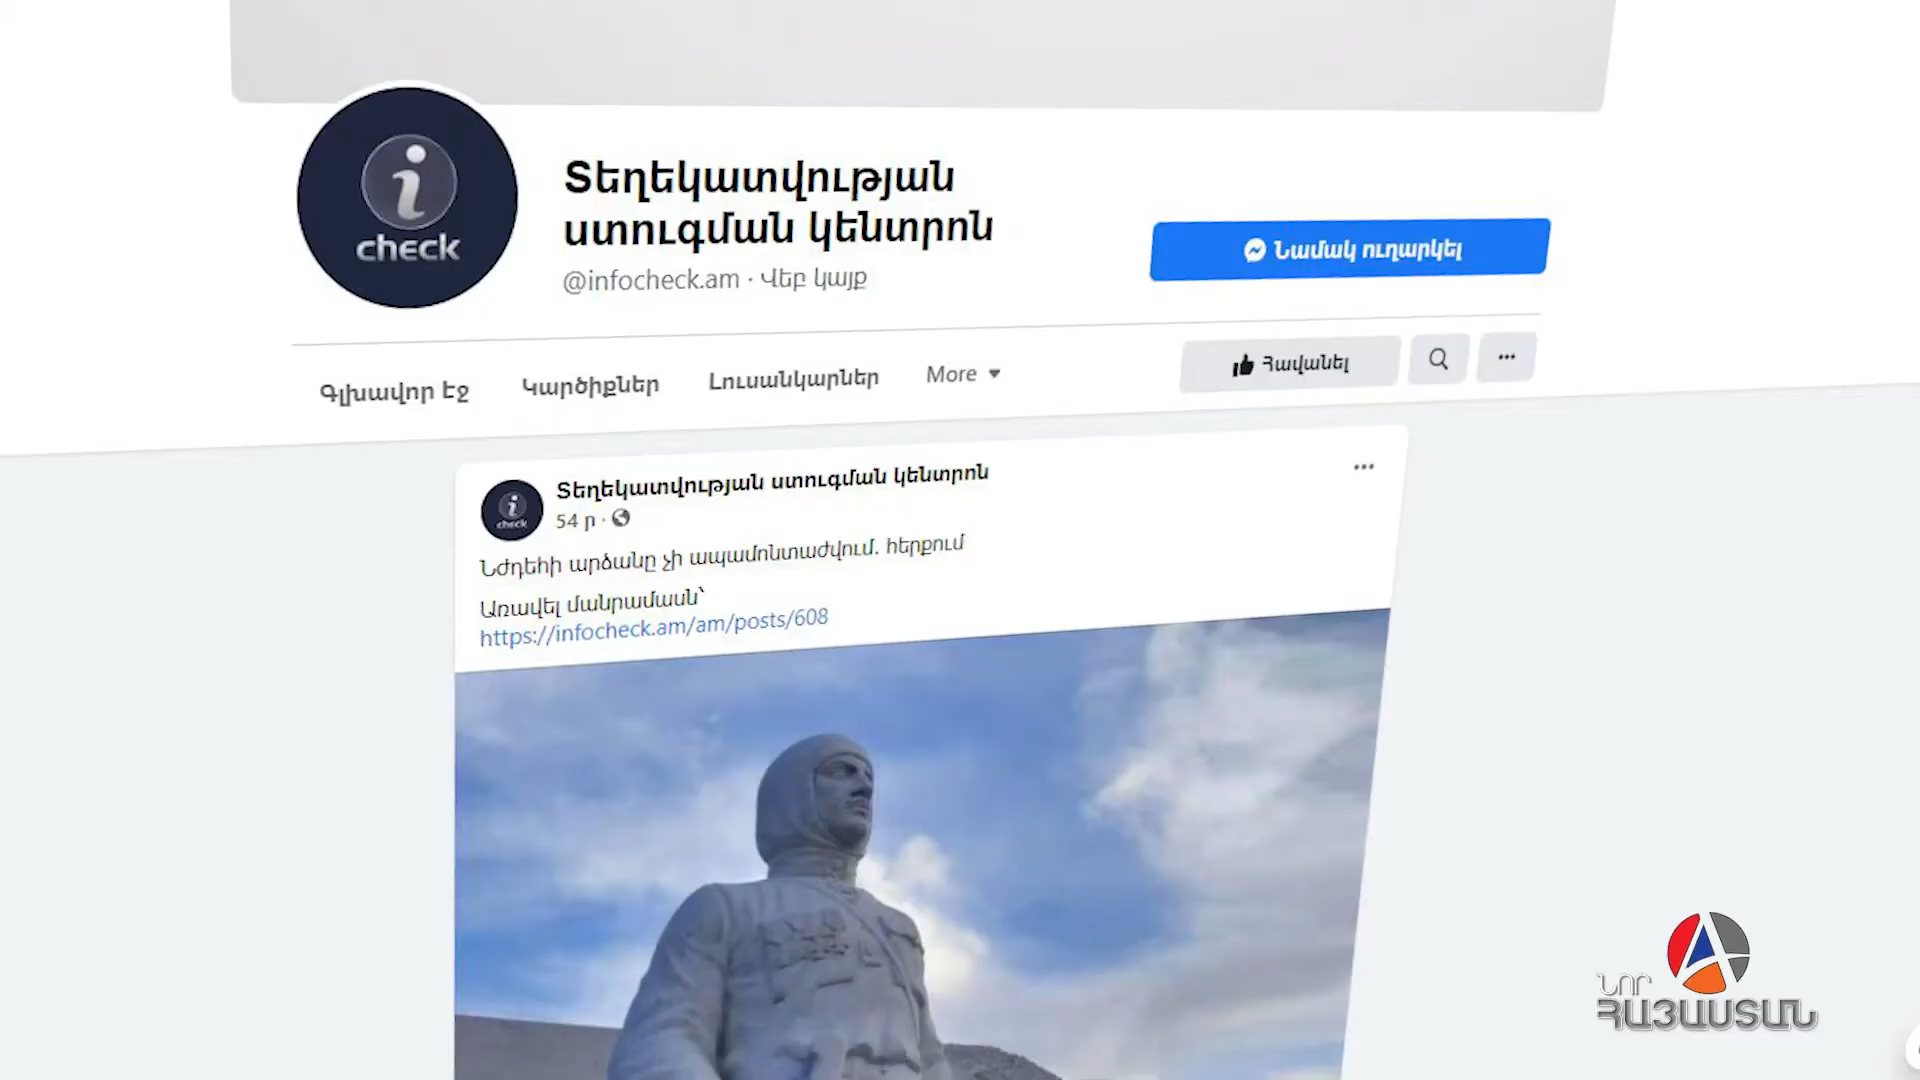 check
Տեղեկատվության
ստուգման կենտրոն
@infocheck.am · Վեբ կայք
Նամակ ուղարկել
Գլխավոր էջ
Կարծիքներ
Լուսանկարներ
More
Հավանել
Տեղեկատվության ստուգման կենտրոն
check
54 ր ·
Նժդեհի արձանը չի ապամոնտաժվում. հերքում
Առավել մանրամասն՝
https://infocheck.am/am/posts/608
ՆՈՐ
ՀԱՅԱՍՏԱՆ